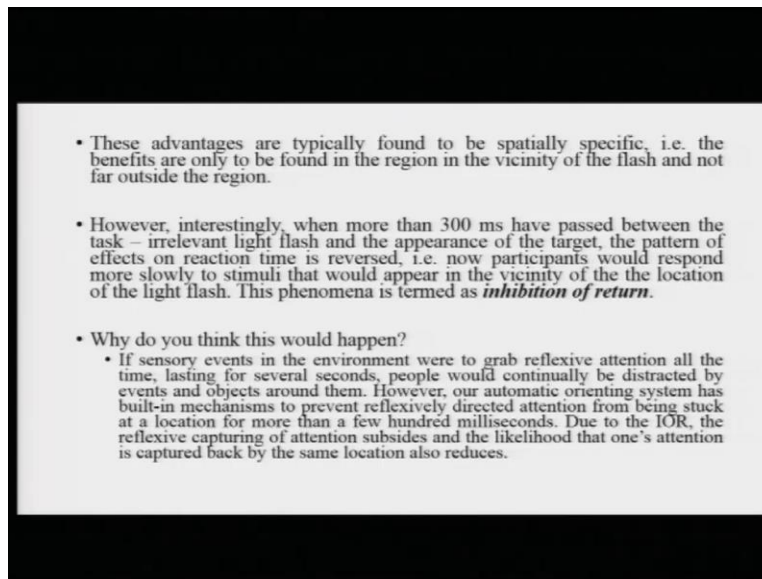 • These advantages are typically found to be spatially specific, i.e. the
benefits are only to be found in the region in the vicinity of the flash and not
far outside the region.
• However, interestingly, when more than 300 ms have passed between the
task – irrelevant light flash and the appearance of the target, the pattern of
effects on reaction time is reversed, i.e. now participants would respond
more slowly to stimuli that would appear in the vicinity of the the location
of the light flash. This phenomena is termed as inhibition of return.
• Why do you think this would happen?
• If sensory events in the environment were to grab reflexive attention all the
time, lasting for several seconds, people would continually be distracted by
events and objects around them. However, our automatic orienting system has
built-in mechanisms to prevent reflexively directed attention from being stuck
at a location for more than a few hundred milliseconds. Due to the IOR, the
reflexive capturing of attention subsides and the likelihood that one's attention
is captured back by the same location also reduces.